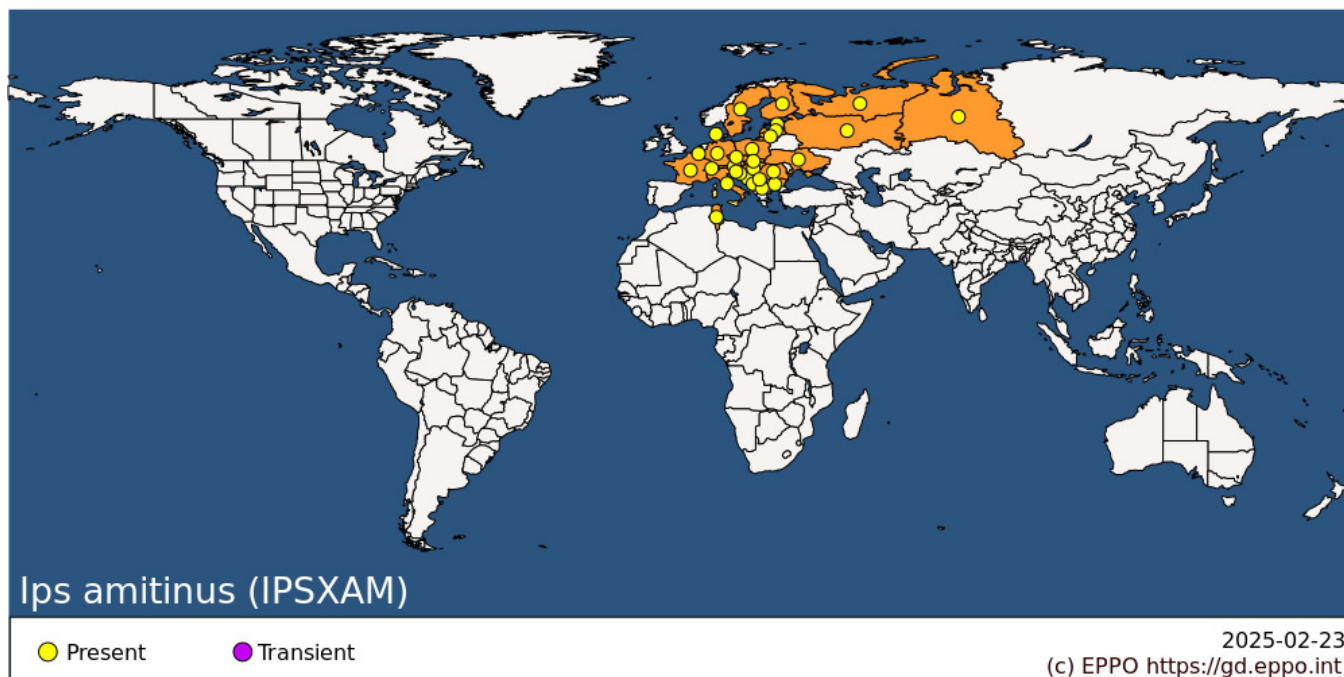 Ips amitinus (IPSXAM)
Present
Transient
2025-02-23
(c) EPPO https://gd.eppo.int